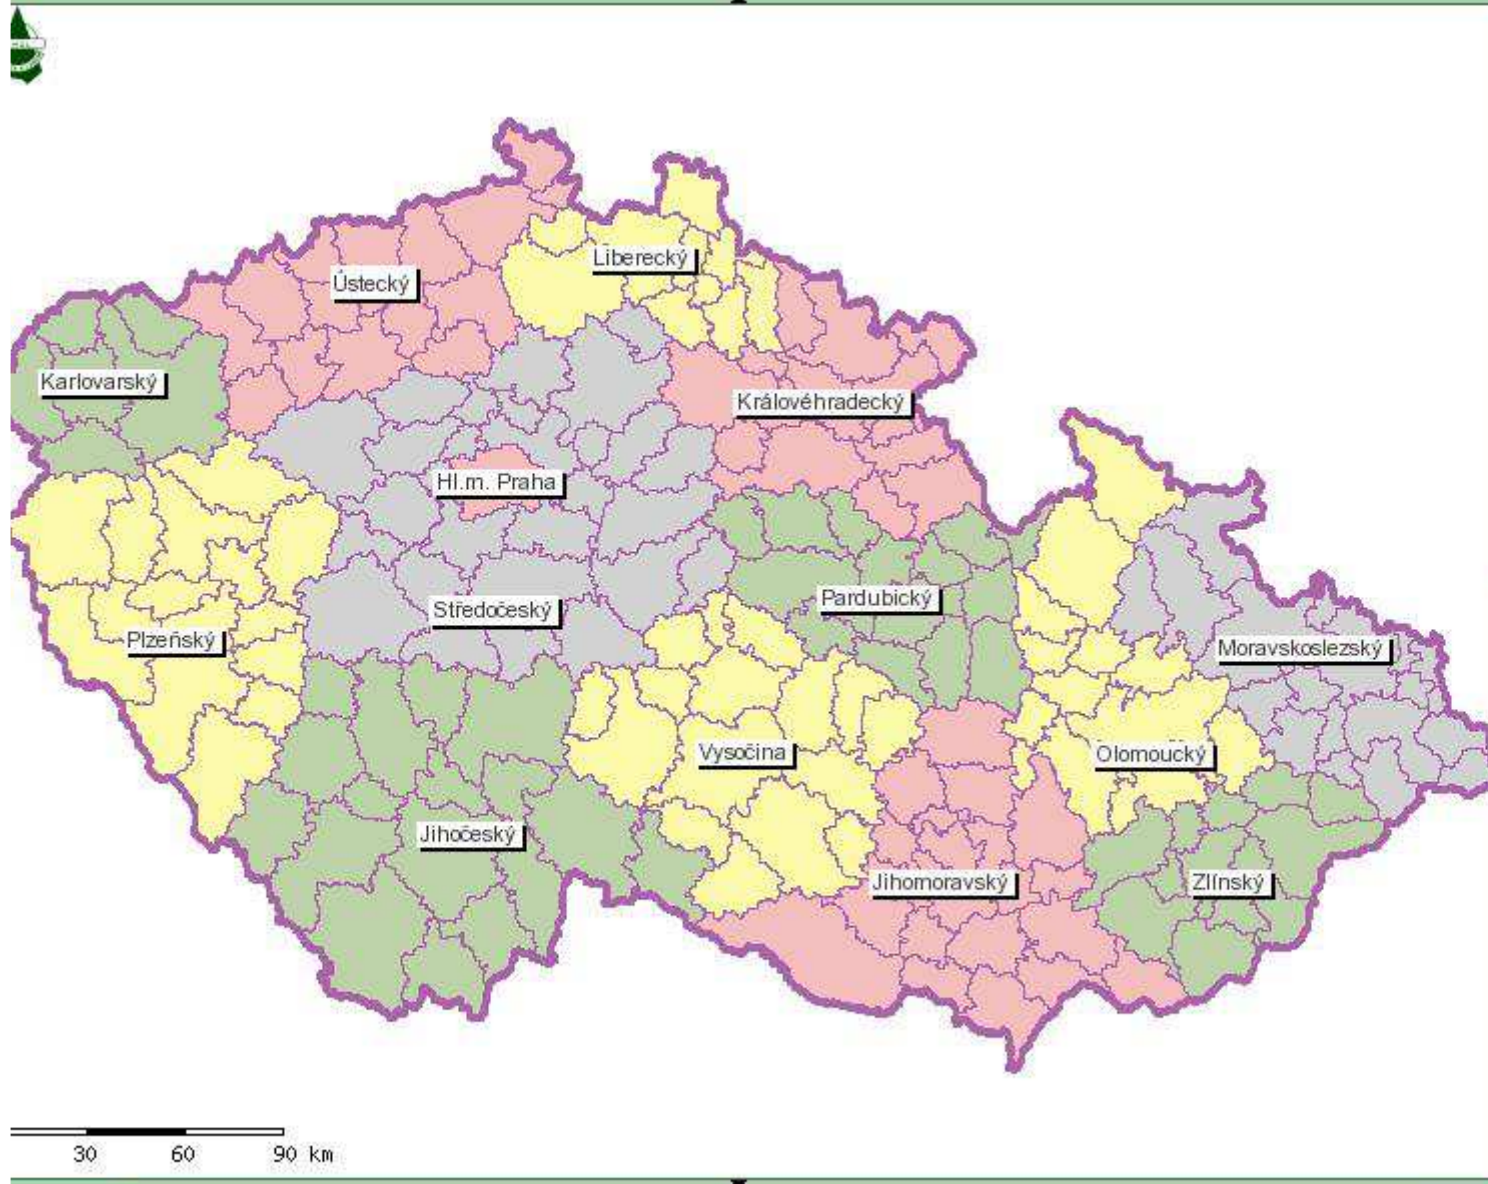 Liberecký
Ústecký
Karlovarský
Královéhradecký
Hl.m. Praha
Středočeský
Pardubický
Plzeňský
Moravskoslezský
Vysočina
Olomoucký
Jihočeský
Jihomoravský
Zlínský
30 60 90 km